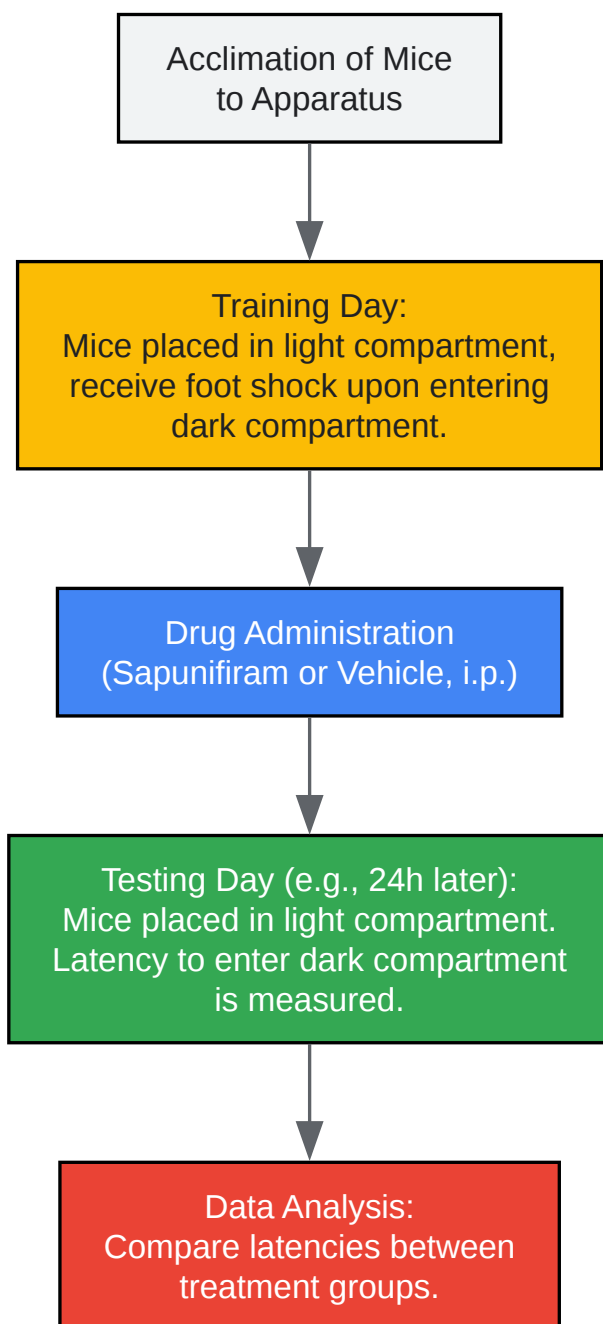 Acclimation of Mice
to Apparatus
Training Day:
Mice placed in light compartment,
receive foot shock upon entering
dark compartment.
Drug Administration
(Sapunifiram or Vehicle, i.p.)
Testing Day (e.g., 24h later):
Mice placed in light compartment.
Latency to enter dark compartment
is measured.
Data Analysis:
Compare latencies between
treatment groups.